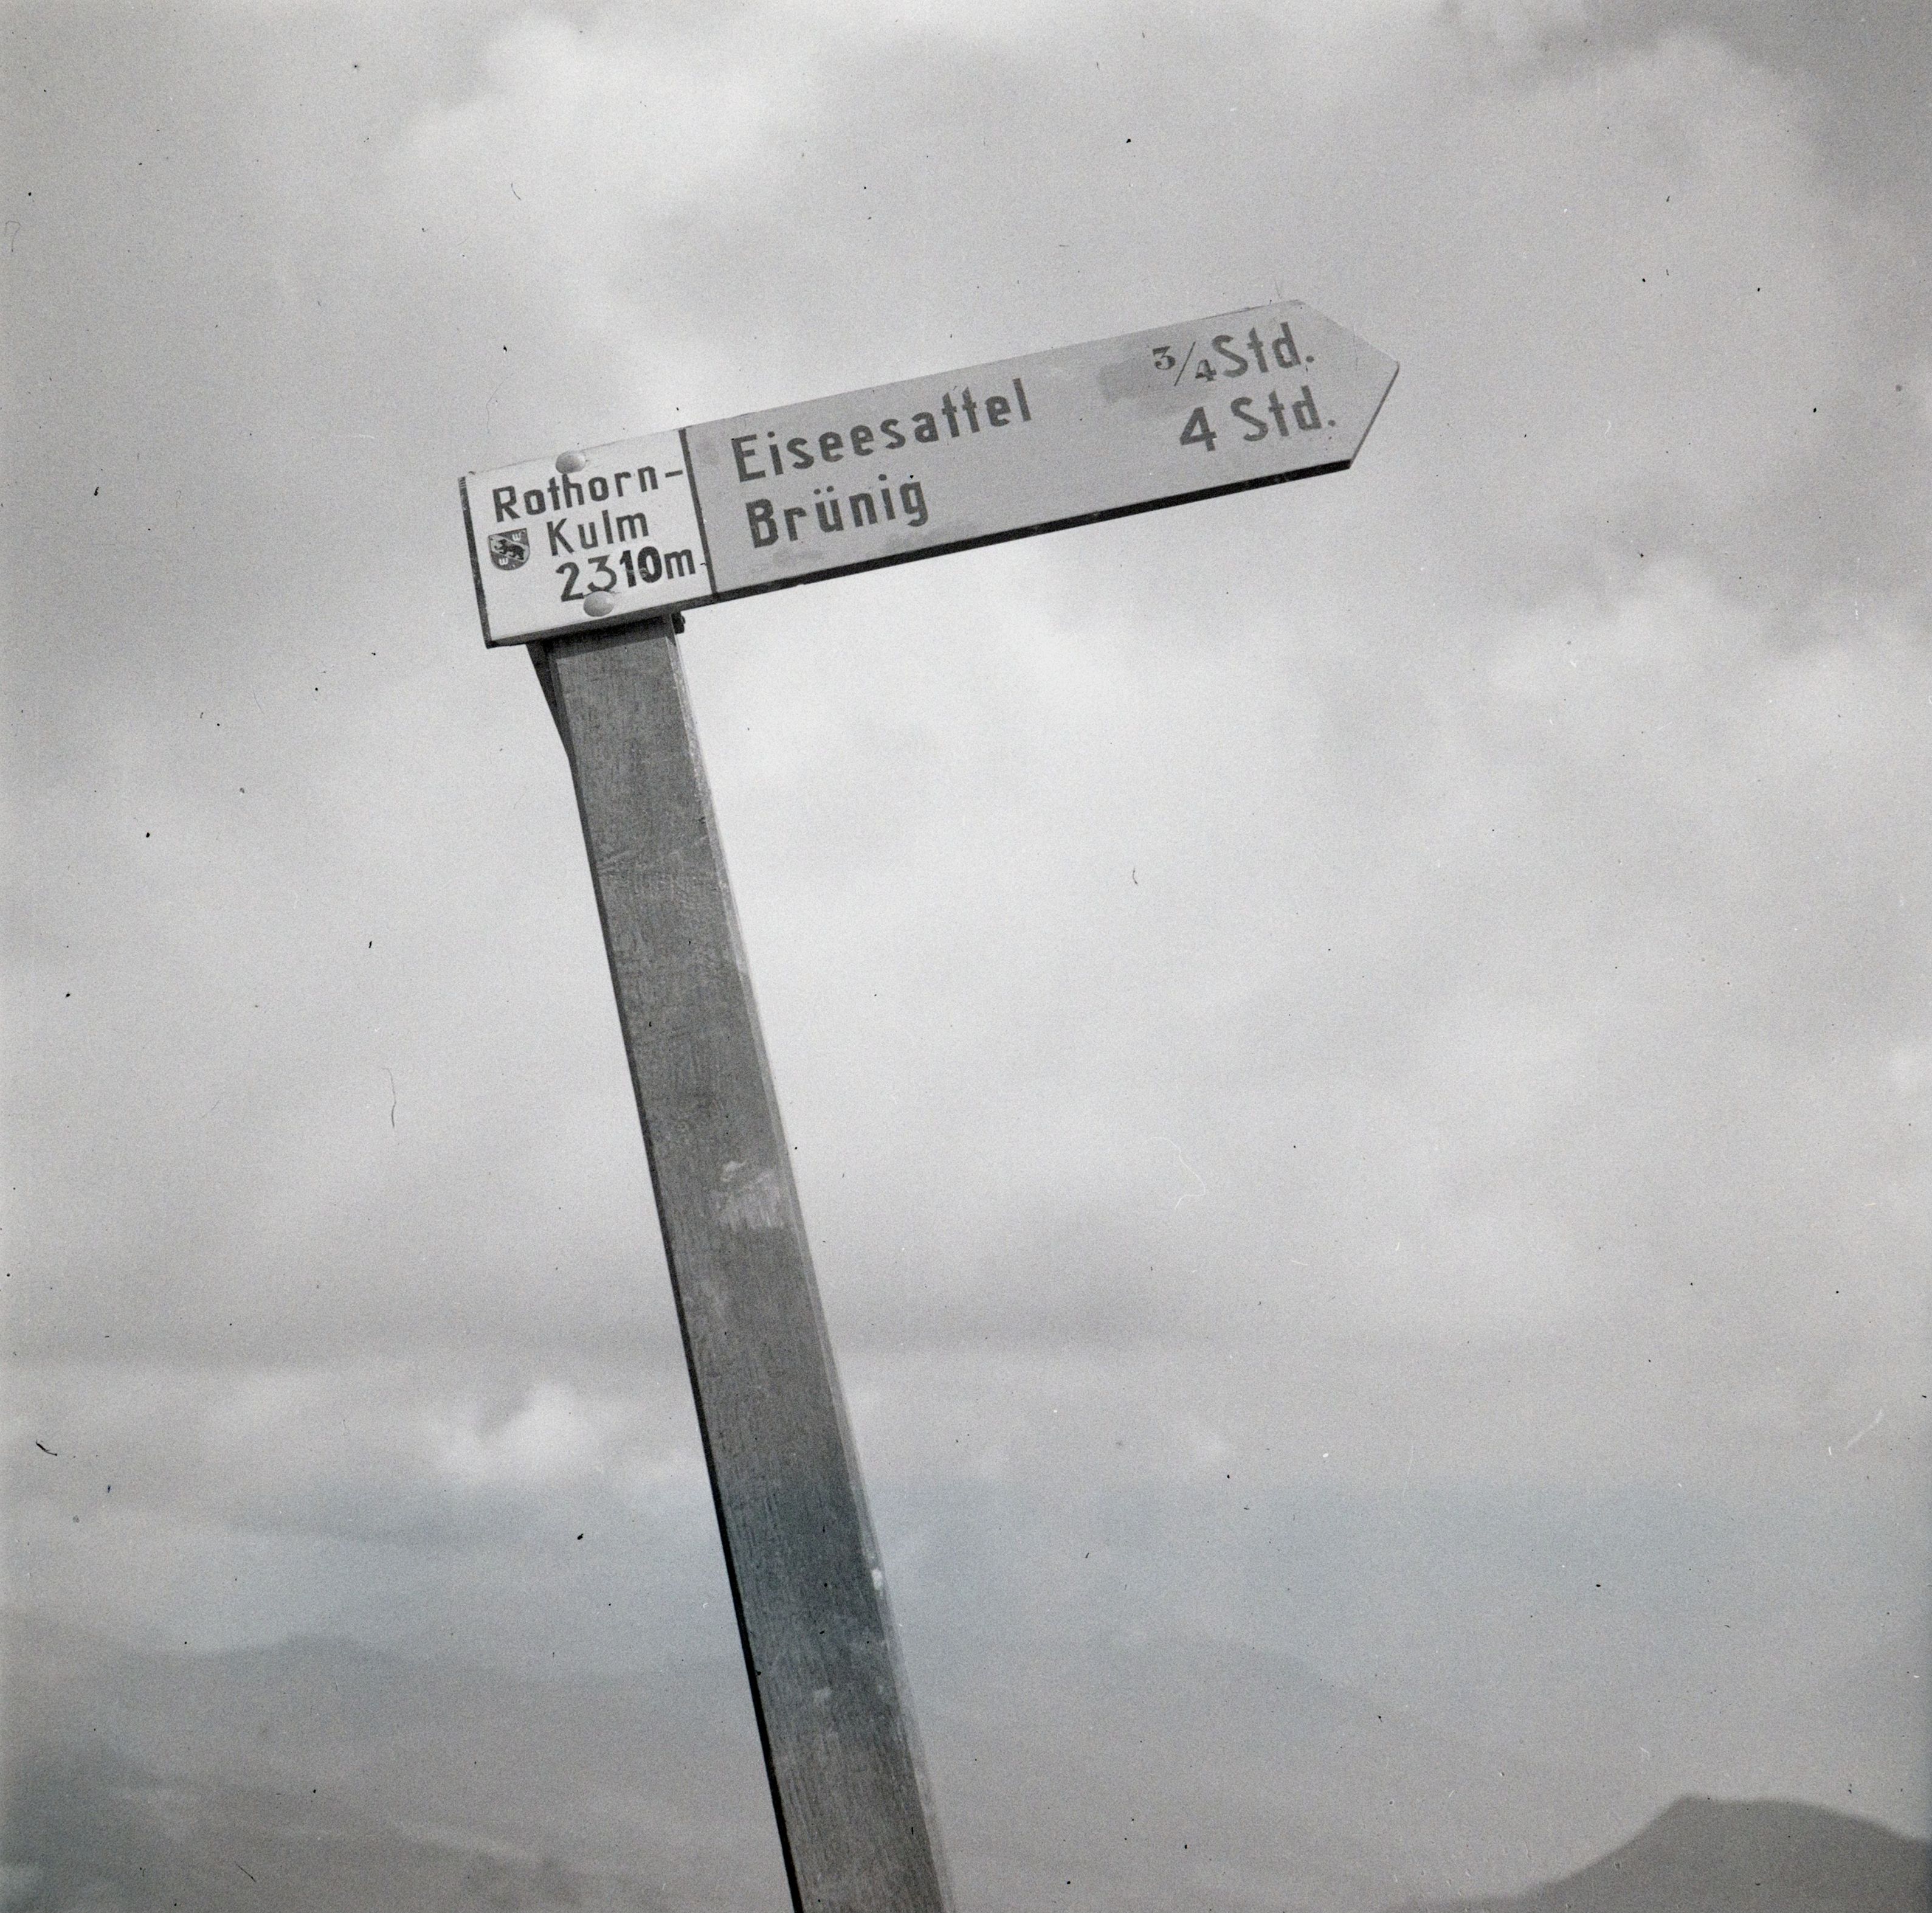 Rothorn-
Kulm
2310m.
Eiseesattel ¾ Std.
Brünig 4 Std.